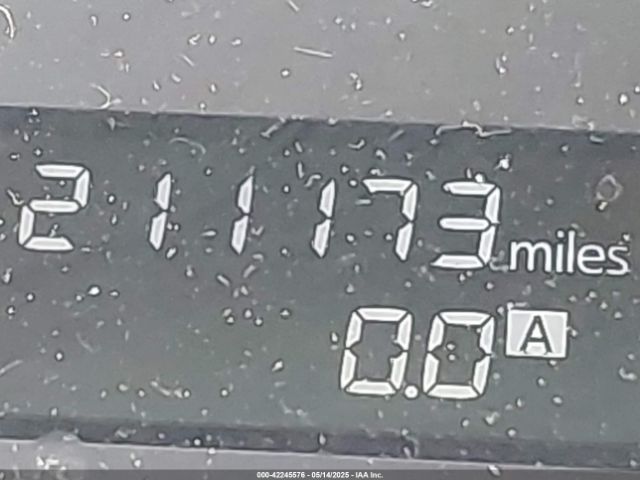 211173 miles
0.0 A
000-42245576 - 05/14/2025 - IAA Inc.